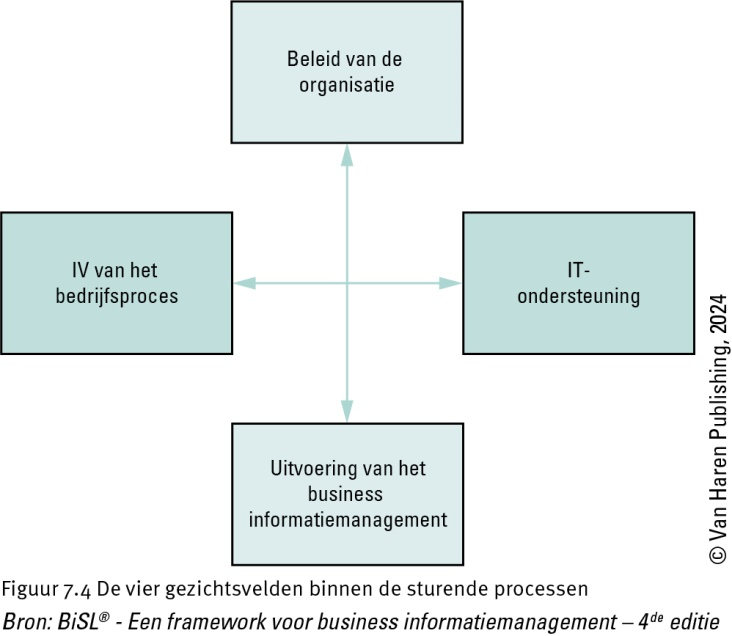 Beleid van de
organisatie
IV van het
bedrijfsproces
IT-
ondersteuning
Uitvoering van het
business
informatiemanagement
© Van Haren Publishing, 2024
Figuur 7.4 De vier gezichtsvelden binnen de sturende processen
Bron: BiSL® - Een framework voor business informatiemanagement – 4de editie